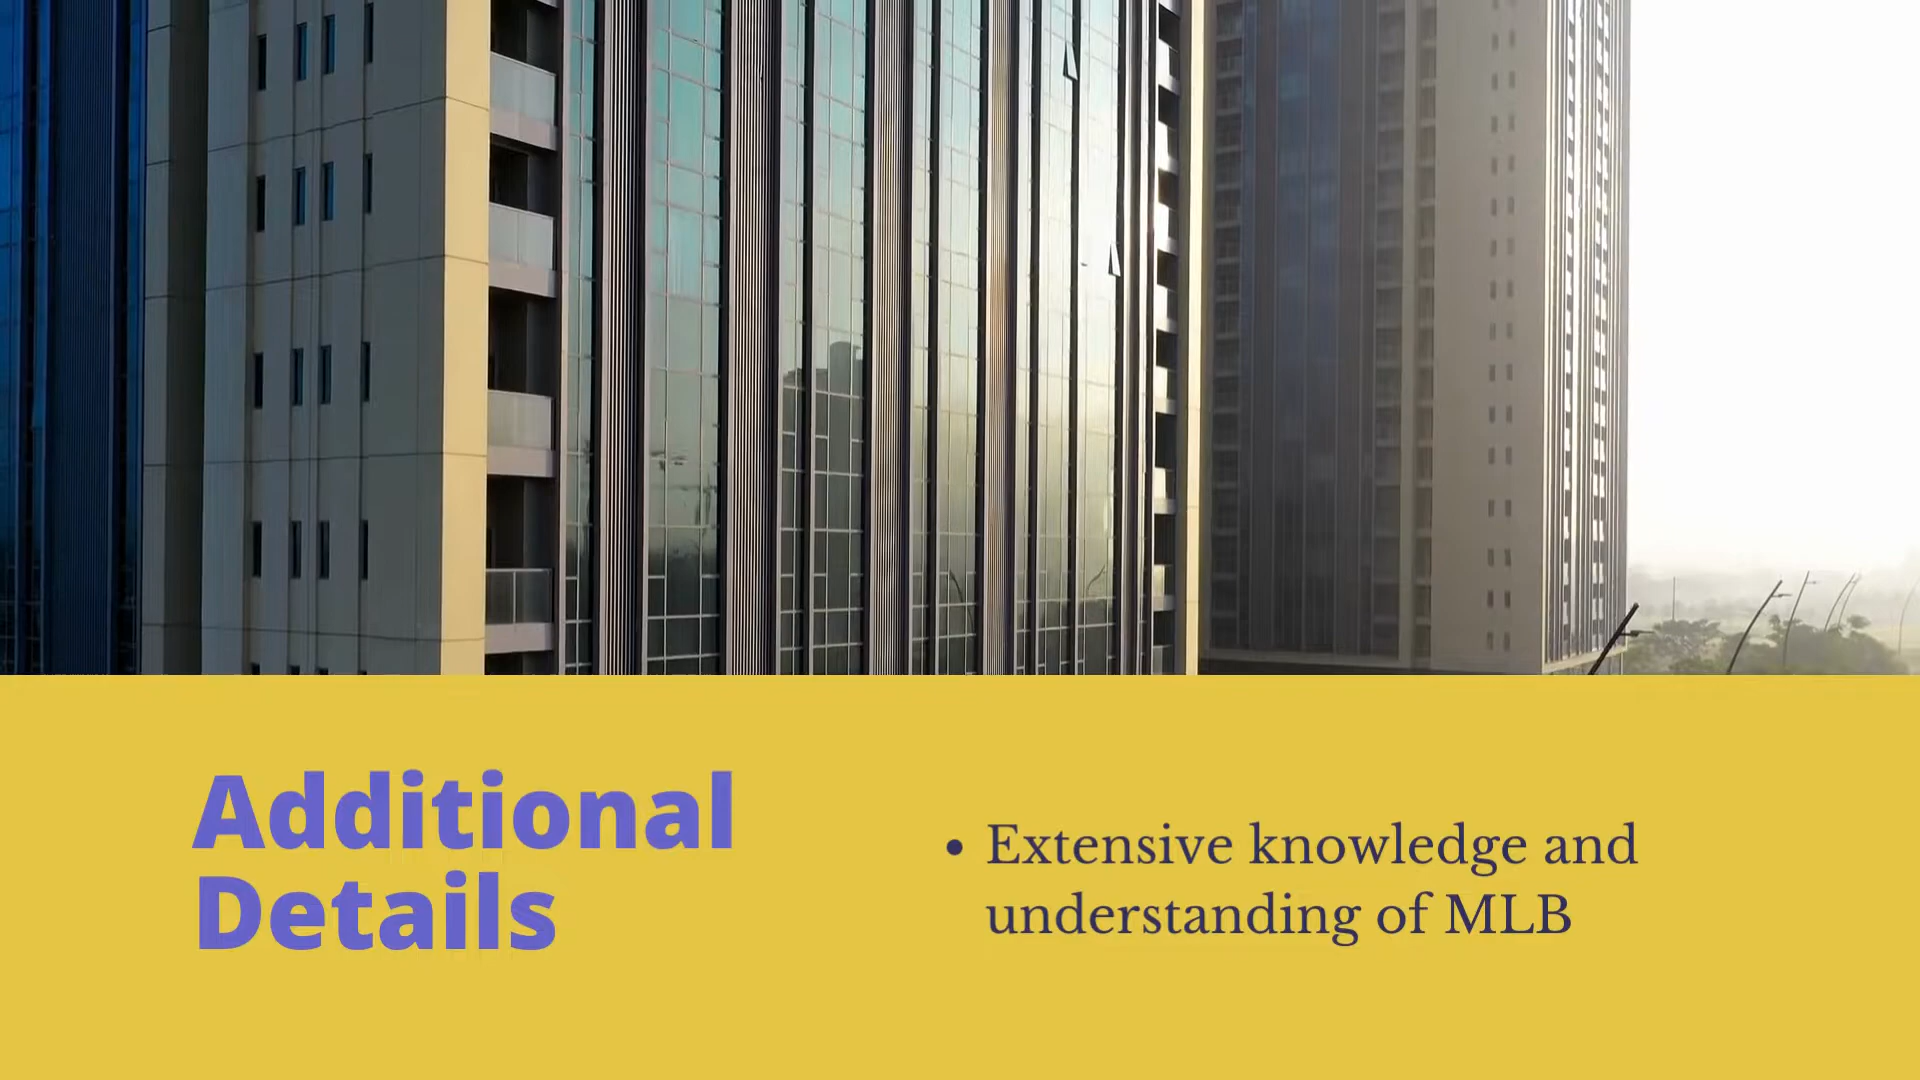 Additional
Details
• Extensive knowledge and
understanding of MLB